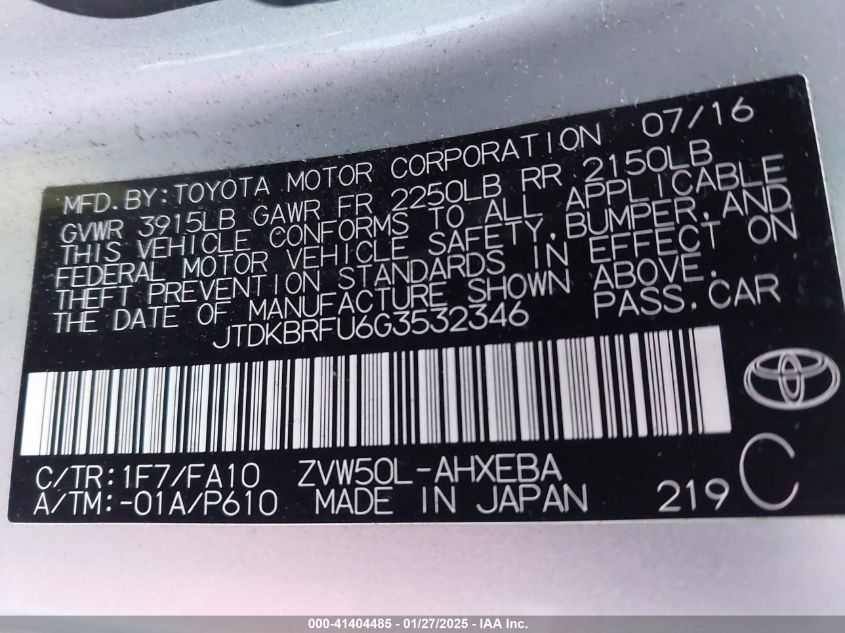 MFD. BY: TOYOTA MOTOR CORPORATION 07/16
GVWR 3915LB GAWR FR 2250LB RR 2150LB
THIS VEHICLE CONFORMS TO ALL APPLICABLE
FEDERAL MOTOR VEHICLE SAFETY, BUMPER, AND
THEFT PREVENTION STANDARDS IN EFFECT ON
THE DATE OF MANUFACTURE SHOWN ABOVE.
JTDKBRFU6G3532346 PASS. CAR
C/TR: 1F7/FA10 ZVW50L-AHXEBA
A/TM: -01A/P610 MADE IN JAPAN 219 C
000-41404485 - 01/27/2025 - IAA Inc.